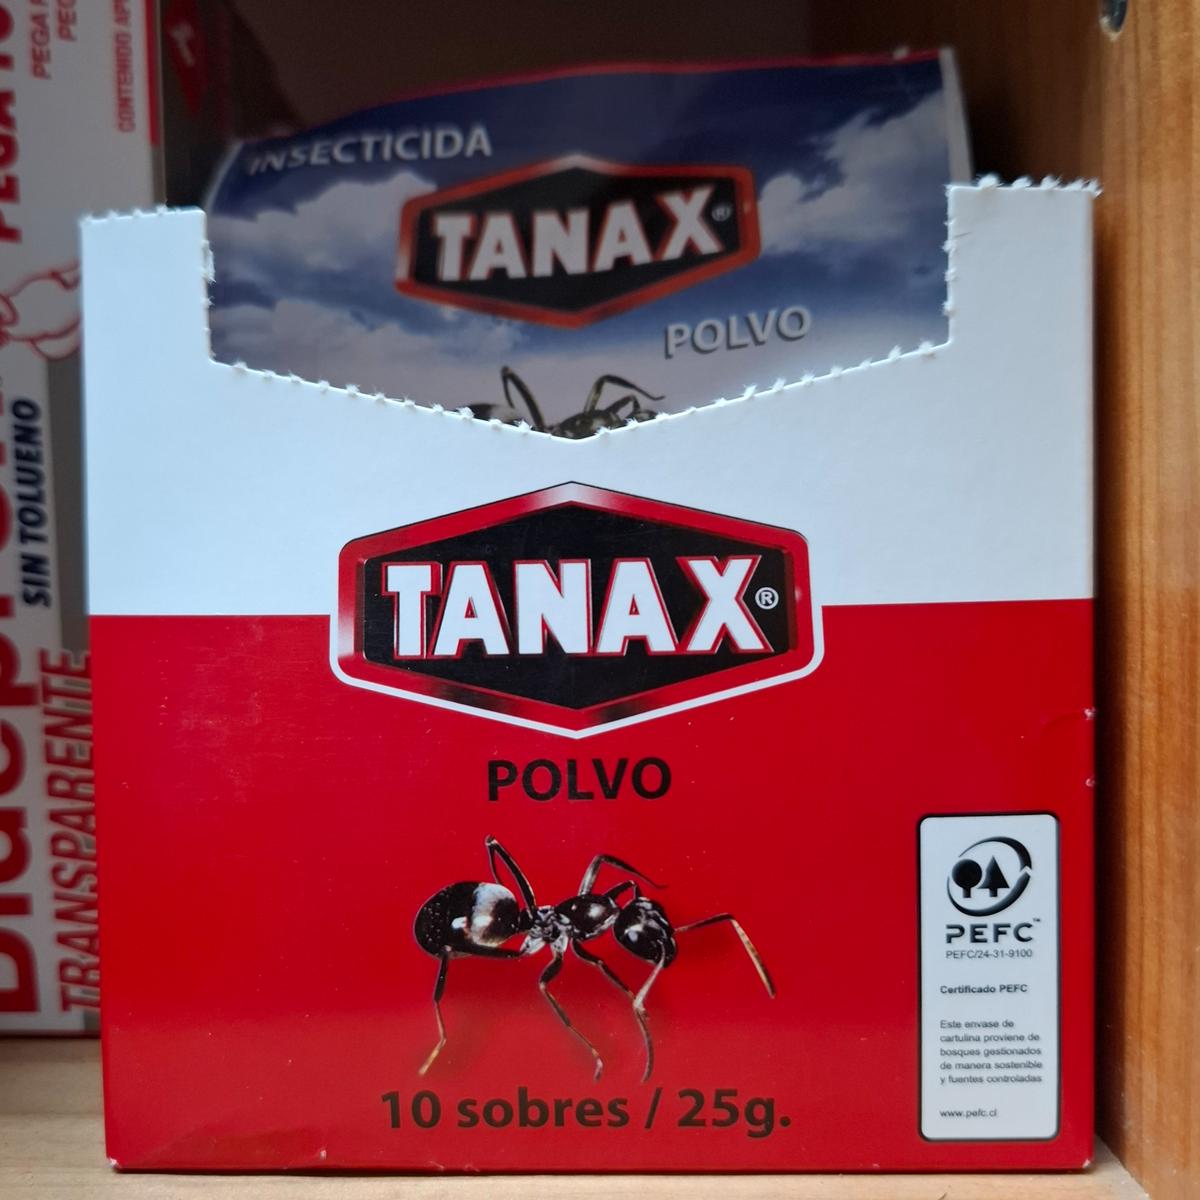 INSECTICIDA
TANAX®
POLVO
TANAX®
POLVO
10 sobres / 25g.
PEFC™
PEFC/24-31-9100
Certificado PEFC
Este envase de
cartulina proviene de
bosques gestionados
de manera sostenible
y fuentes controladas
www.pefc.cl
SIN TOLUENO
TRANSPARENTE